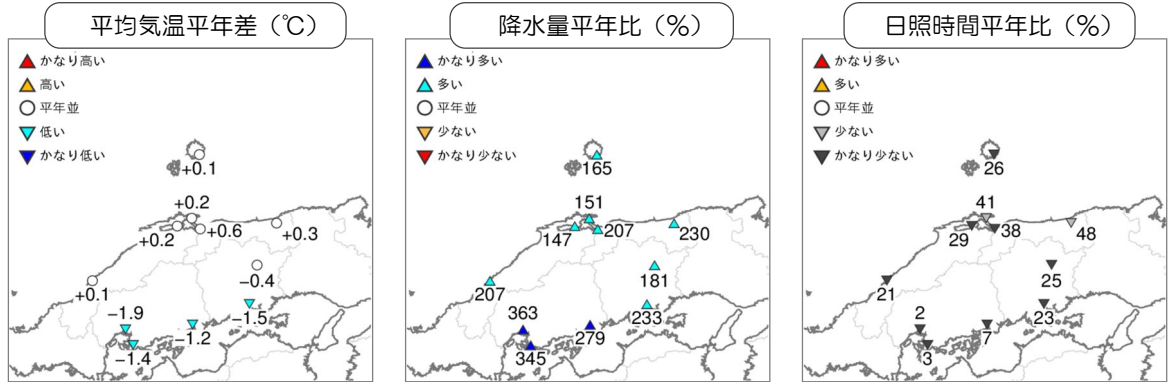 平均気温平年差（℃）
かなり高い
高い
平年並
低い
かなり低い
+0.1
+0.2
+0.2
+0.6
+0.3
−0.4
+0.1
−1.9
−1.5
−1.2
−1.4
降水量平年比（%）
かなり多い
多い
平年並
少ない
かなり少ない
165
151
147
207
230
181
207
363
233
279
345
日照時間平年比（%）
かなり多い
多い
平年並
少ない
かなり少ない
26
41
29
38
48
25
21
2
23
7
3